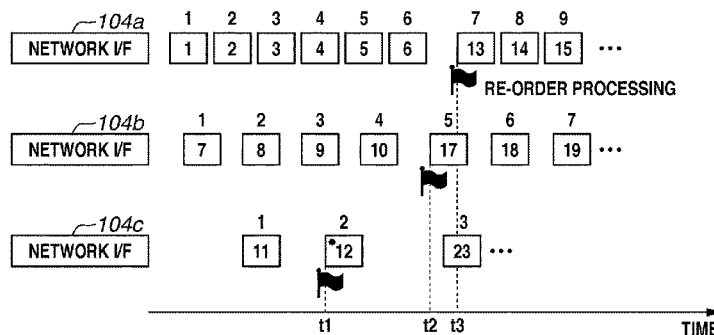 104a
1 2 3 4 5 6 7 8 9
NETWORK I/F 1 2 3 4 5 6 13 14 15 •••
RE-ORDER PROCESSING
104b
1 2 3 4 5 6 7
NETWORK I/F 7 8 9 10 17 18 19 •••
104c
1 2 3
NETWORK I/F 11 12 23 •••
t1 t2 t3 TIME